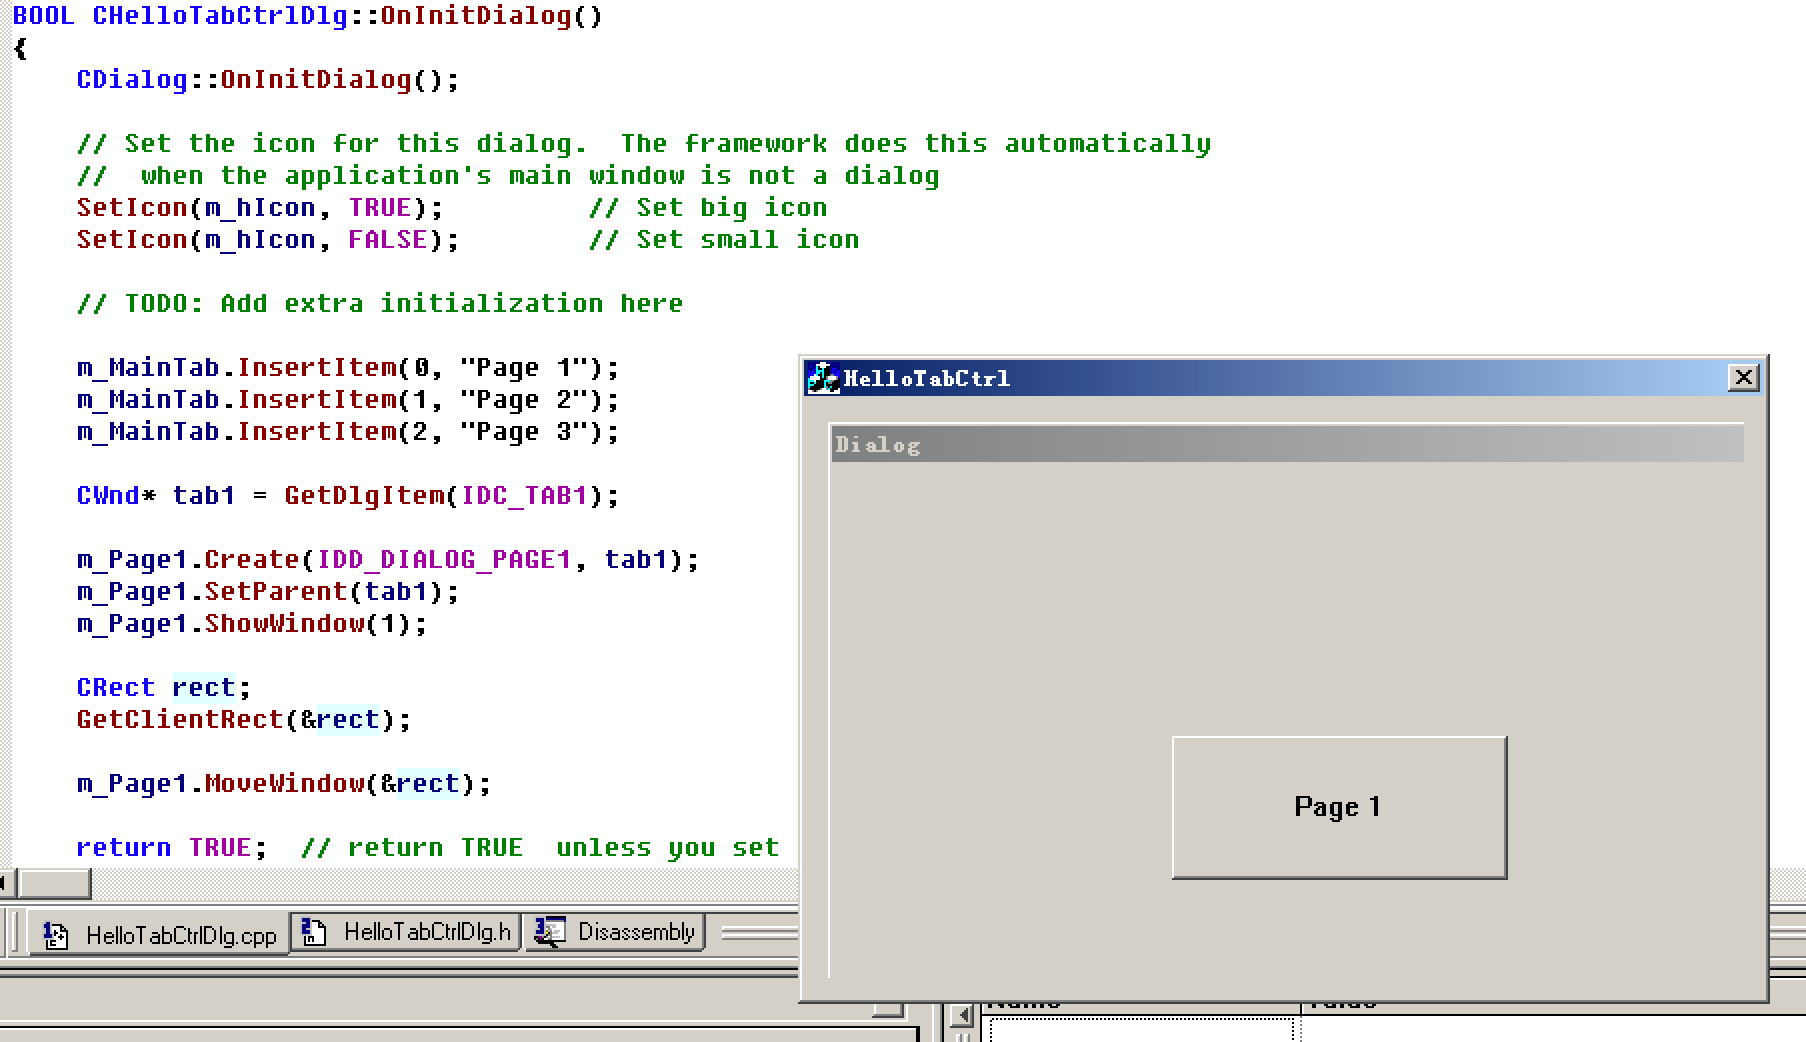 BOOL CHelloTabCtrlDlg::OnInitDialog()
{
CDialog::OnInitDialog();
// Set the icon for this dialog.  The framework does this automatically
//  when the application's main window is not a dialog
SetIcon(m_hIcon, TRUE);         // Set big icon
SetIcon(m_hIcon, FALSE);        // Set small icon
// TODO: Add extra initialization here
m_MainTab.InsertItem(0, "Page 1");
m_MainTab.InsertItem(1, "Page 2");
m_MainTab.InsertItem(2, "Page 3");
CWnd* tab1 = GetDlgItem(IDC_TAB1);
m_Page1.Create(IDD_DIALOG_PAGE1, tab1);
m_Page1.SetParent(tab1);
m_Page1.ShowWindow(1);
CRect rect;
GetClientRect(&rect);
m_Page1.MoveWindow(&rect);
return TRUE;  // return TRUE  unless you set
HelloTabCtrl
Dialog
Page 1
HelloTabCtrlDlg.cpp
HelloTabCtrlDlg.h
Disassembly